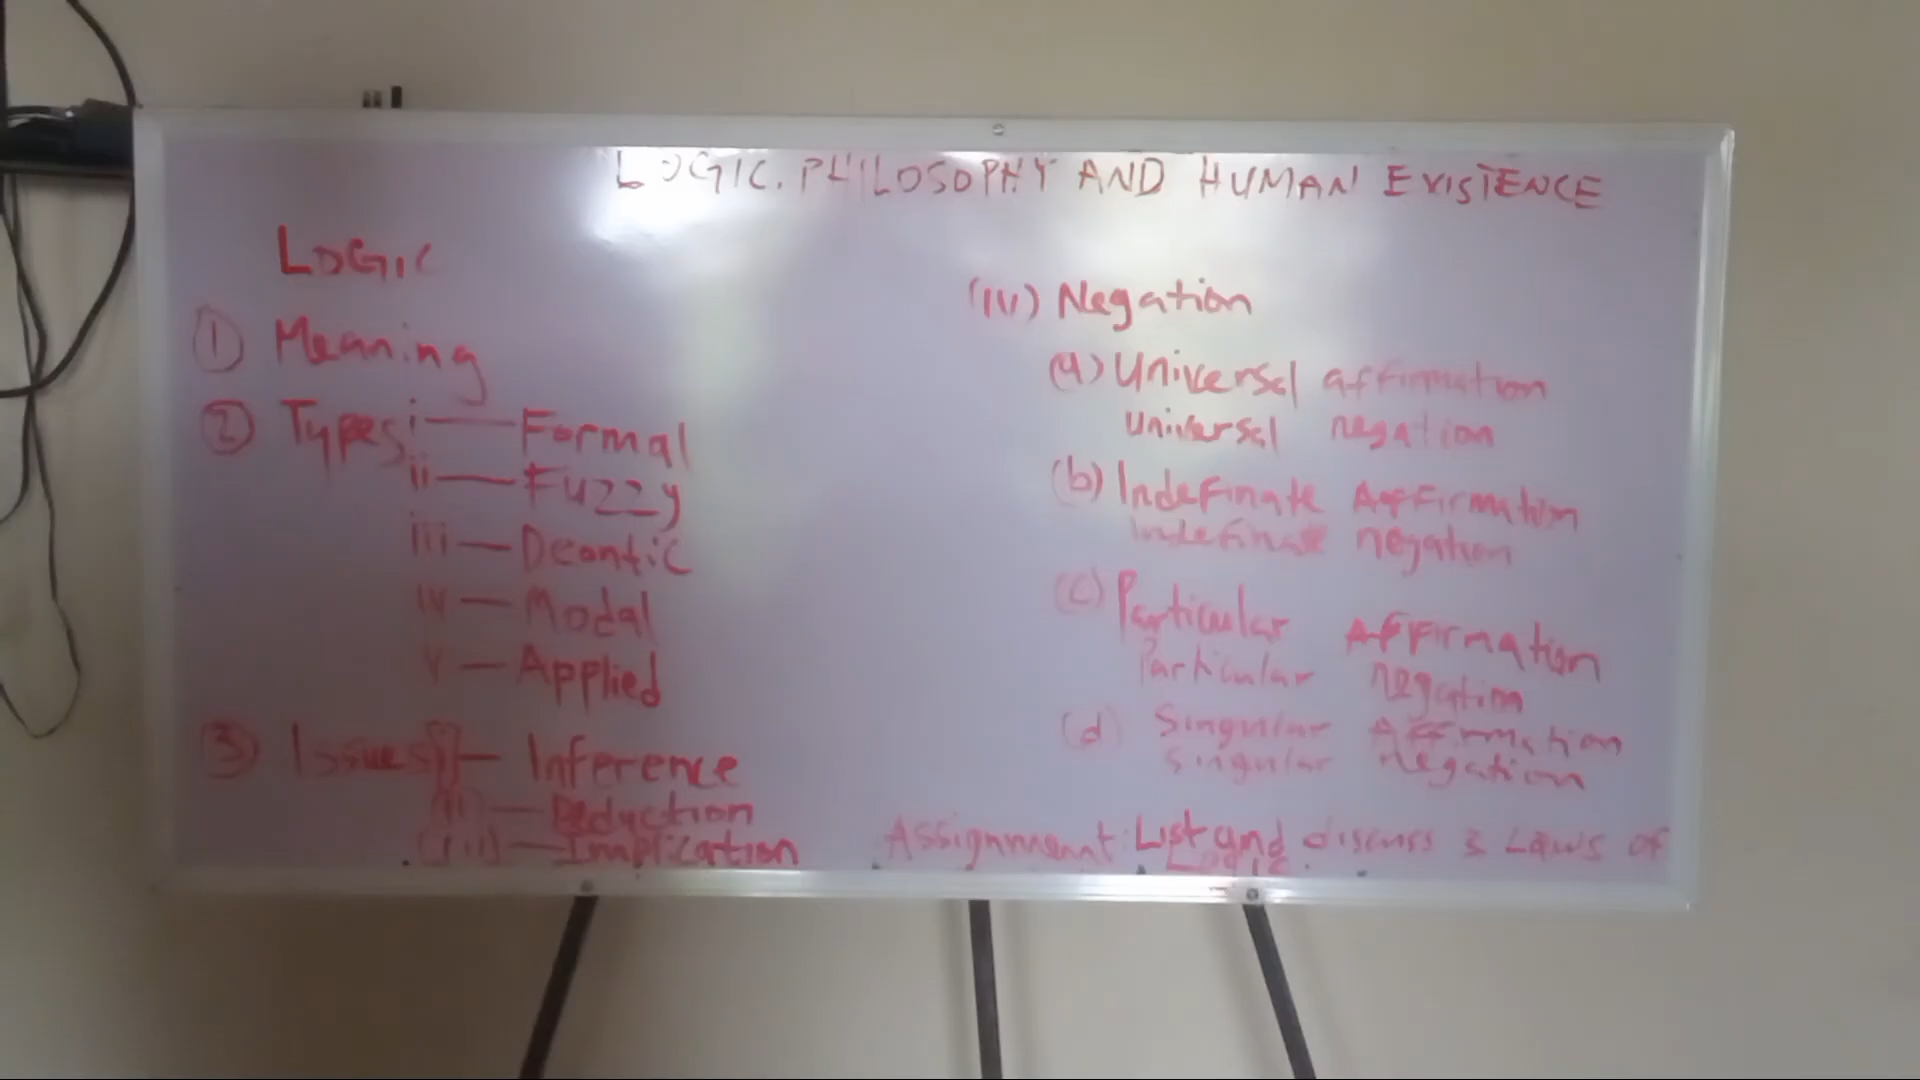 LOGIC, PHILOSOPHY AND HUMAN EXISTENCE
LOGIC
① Meaning
② Types i — Formal
ii — Fuzzy
iii — Deontic
iv — Modal
v — Applied
③ Issues i — Inference
(ii) — Deduction
(iii) — Implication
(iv) Negation
(a) Universal affirmation
Universal negation
(b) Indefinate Affirmation
Indefinate negation
(c) Particular Affirmation
Particular negation
(d) Singular Affirmation
Singular negation
Assignment: List and discuss 3 Laws of
Logic.